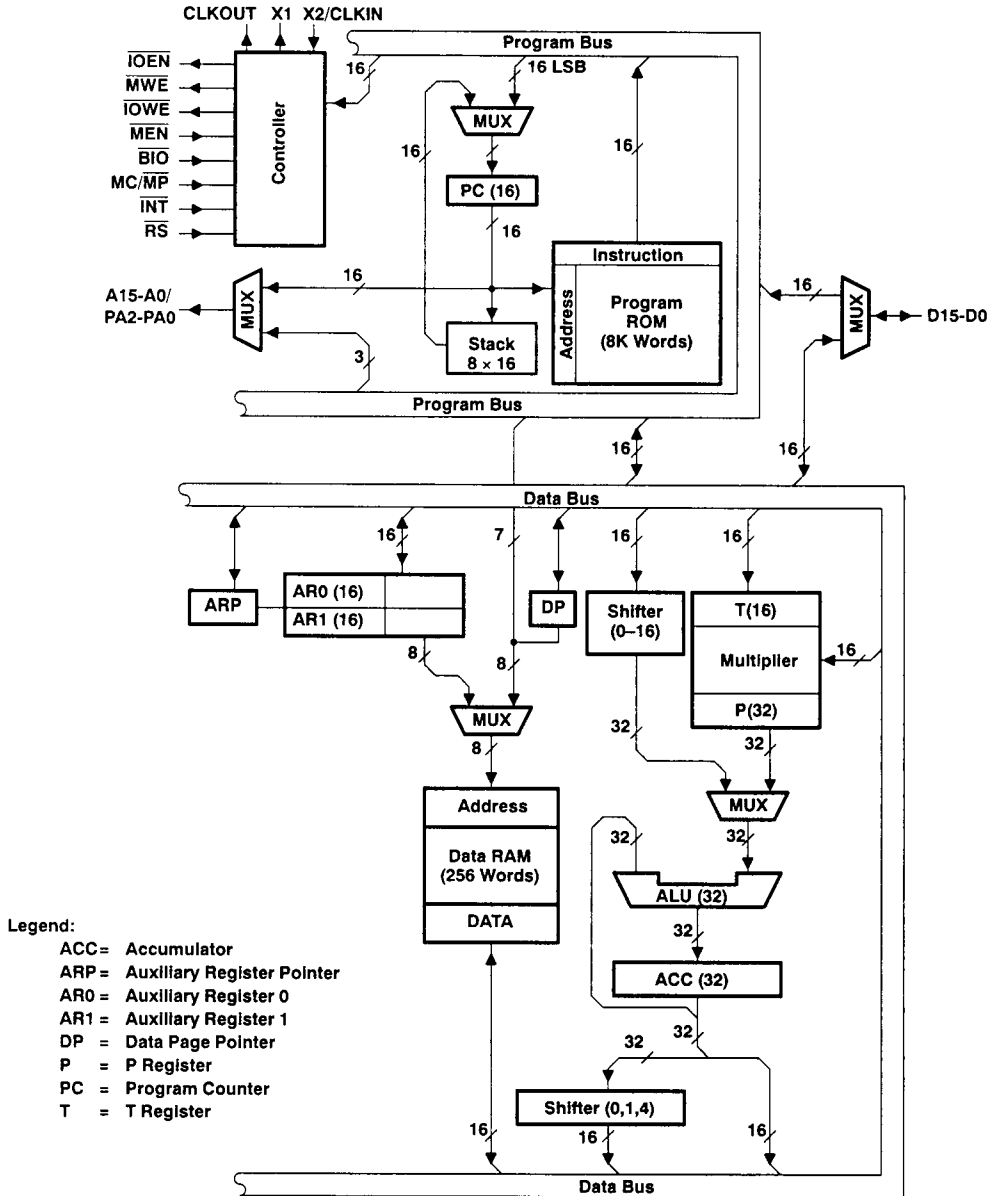 CLKOUT X1 X2/CLKIN
Program Bus
IOEN
MWE
IOWE
MEN
BIO
MC/MP
INT
RS
Controller
16
16 LSB
MUX
16
16
PC (16)
16
Instruction
Address
Program
ROM
(8K Words)
16
A15-A0/
PA2-PA0
MUX
3
Stack
8 × 16
16
MUX
D15-D0
Program Bus
16
16
Data Bus
16
7
16
16
ARP
AR0 (16)
AR1 (16)
DP
Shifter
(0–16)
T(16)
Multiplier
P(32)
16
8
8
MUX
8
32
32
MUX
32
32
Address
Data RAM
(256 Words)
DATA
ALU (32)
32
ACC (32)
32
32
Shifter (0,1,4)
16
16
16
Data Bus
Legend:
ACC = Accumulator
ARP = Auxiliary Register Pointer
AR0 = Auxiliary Register 0
AR1 = Auxiliary Register 1
DP = Data Page Pointer
P = P Register
PC = Program Counter
T = T Register